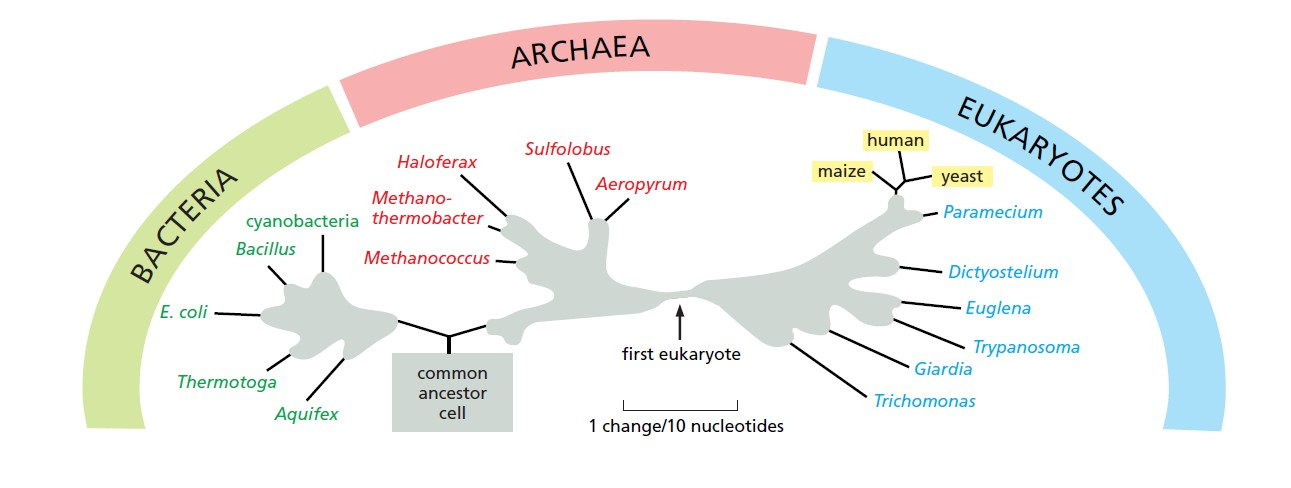 BACTERIA
ARCHAEA
EUKARYOTES
cyanobacteria
Bacillus
E. coli
Thermotoga
Aquifex
common
ancestor
cell
Haloferax
Methano-
thermobacter
Methanococcus
Sulfolobus
Aeropyrum
first eukaryote
1 change/10 nucleotides
human
maize
yeast
Paramecium
Dictyostelium
Euglena
Trypanosoma
Giardia
Trichomonas